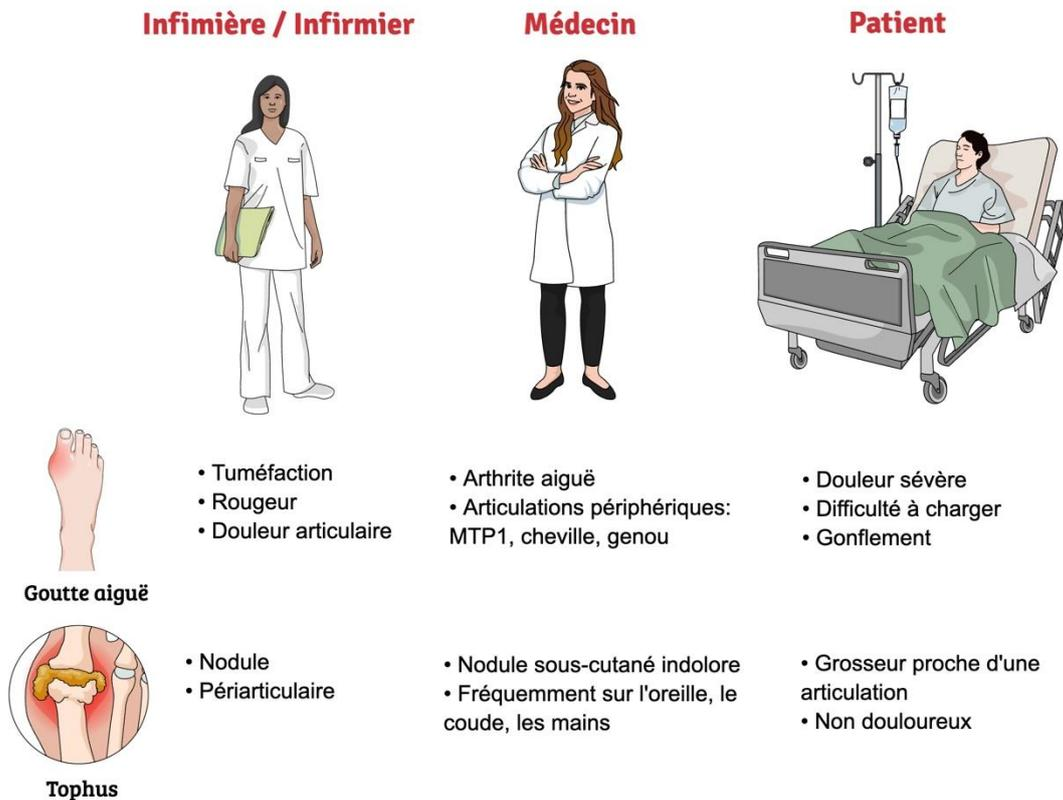 Infimière / Infirmier
Médecin
Patient
• Tuméfaction
• Rougeur
• Douleur articulaire
• Arthrite aiguë
• Articulations périphériques:
MTP1, cheville, genou
• Douleur sévère
• Difficulté à charger
• Gonflement
Goutte aiguë
• Nodule
• Périarticulaire
• Nodule sous-cutané indolore
• Fréquemment sur l'oreille, le
coude, les mains
• Grosseur proche d'une
articulation
• Non douloureux
Tophus